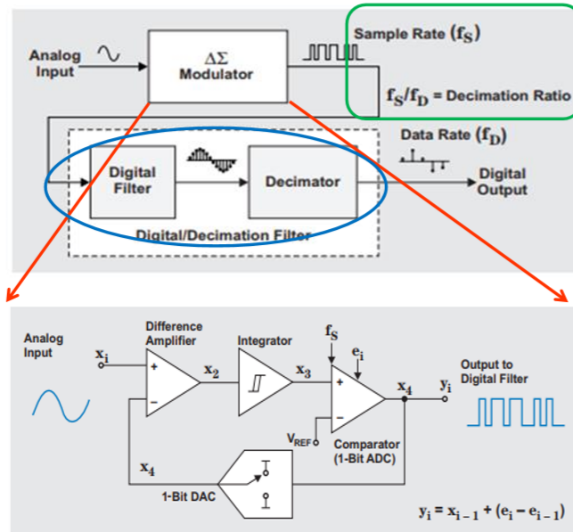 Analog
Input
ΔΣ
Modulator
Sample Rate (fS)
fS/fD = Decimation Ratio
Data Rate (fD)
Digital
Filter
Decimator
Digital
Output
Digital/Decimation Filter
Analog
Input
Difference
Amplifier
Integrator
fS
ei
Output to
Digital Filter
xi
+
−
x2
x3
+
−
x4
yi
VREF
Comparator
(1-Bit ADC)
x4
1-Bit DAC
yi = xi−1 + (ei − ei−1)